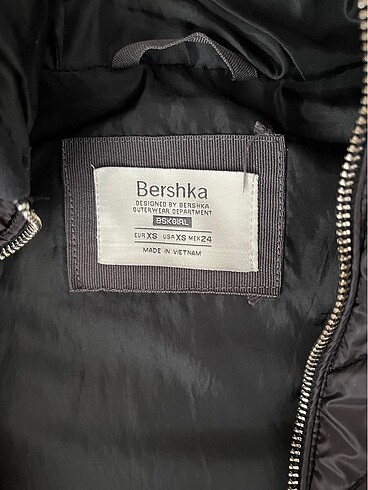 Bershka
DESIGNED BY BERSHKA
OUTERWEAR DEPARTMENT
BSKGIRL
EUR XS USA XS MEX 24
MADE IN VIETNAM